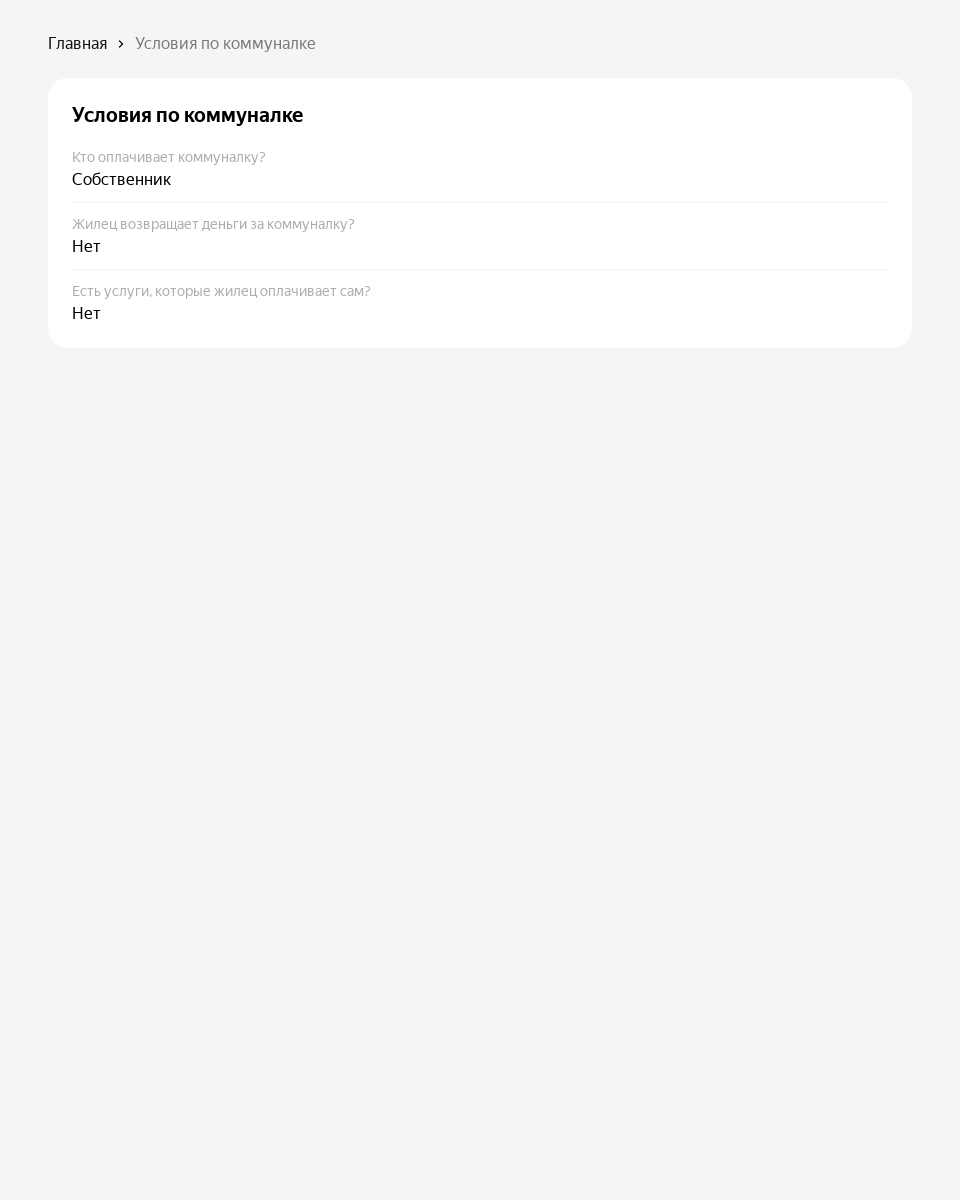 Главная › Условия по коммуналке
Условия по коммуналке
Кто оплачивает коммуналку?
Собственник
Жилец возвращает деньги за коммуналку?
Нет
Есть услуги, которые жилец оплачивает сам?
Нет